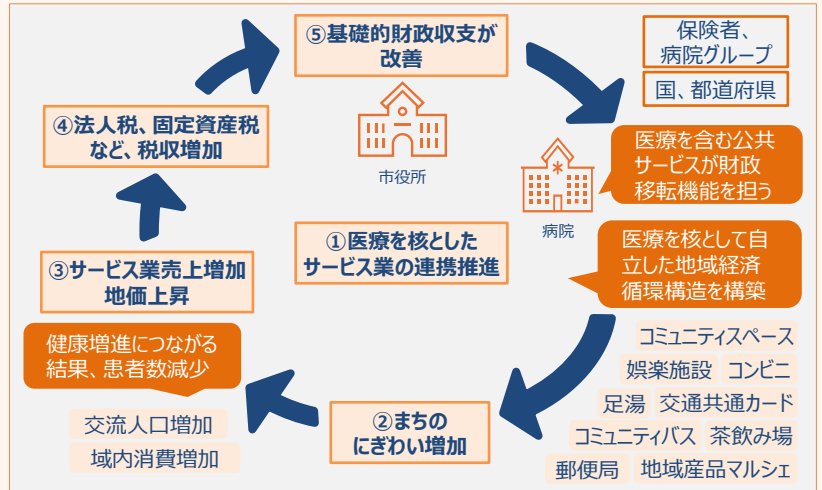 ⑤基礎的財政収支が
改善
保険者、
病院グループ
国、都道府県
④法人税、固定資産税
など、税収増加
市役所
医療を含む公共
サービスが財政
移転機能を担う
病院
①医療を核とした
サービス業の連携推進
医療を核として自
立した地域経済
循環構造を構築
③サービス業売上増加
地価上昇
健康増進につながる
結果、患者数減少
コミュニティスペース
娯楽施設 コンビニ
足湯 交通共通カード
コミュニティバス 茶飲み場
郵便局 地域産品マルシェ
②まちの
にぎわい増加
交流人口増加
域内消費増加